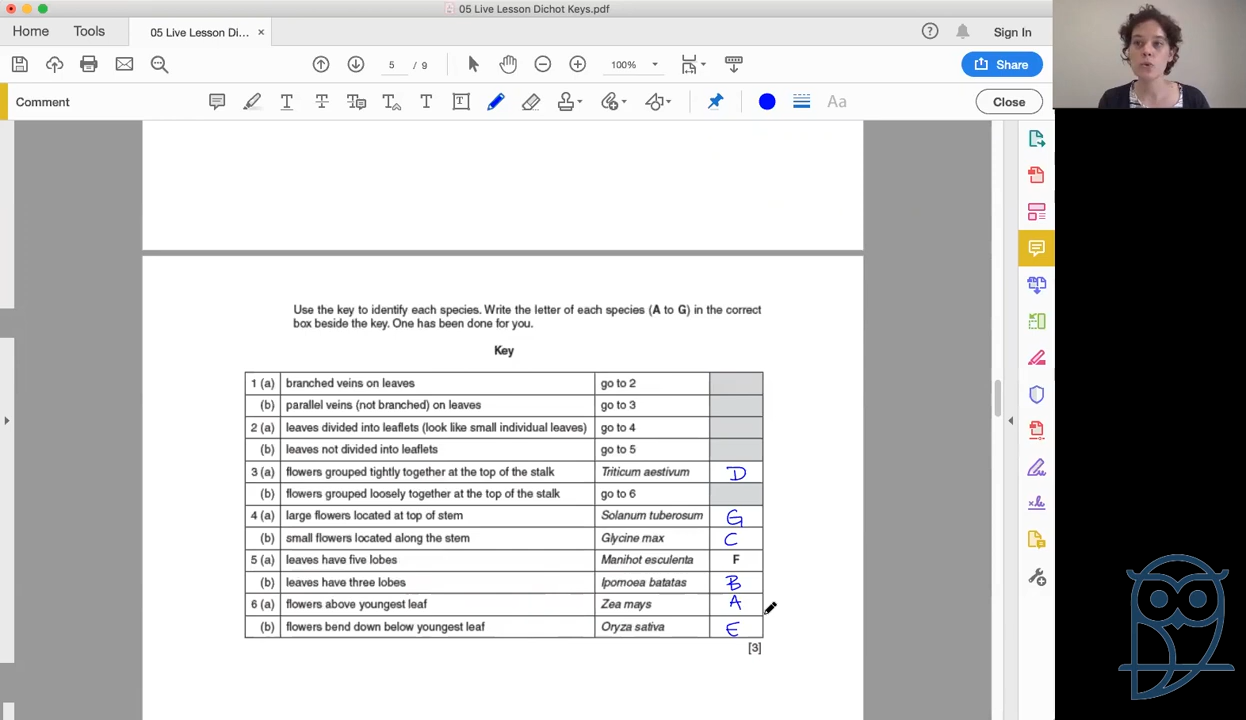 05 Live Lesson Dichot Keys.pdf
Home Tools 05 Live Lesson Di... × Sign In
5 / 9 100% Share
Comment Aa Close
Use the key to identify each species. Write the letter of each species (A to G) in the correct
box beside the key. One has been done for you.
Key
1 (a) branched veins on leaves go to 2
(b) parallel veins (not branched) on leaves go to 3
2 (a) leaves divided into leaflets (look like small individual leaves) go to 4
(b) leaves not divided into leaflets go to 5
3 (a) flowers grouped tightly together at the top of the stalk Triticum aestivum D
(b) flowers grouped loosely together at the top of the stalk go to 6
4 (a) large flowers located at top of stem Solanum tuberosum G
(b) small flowers located along the stem Glycine max C
5 (a) leaves have five lobes Manihot esculenta F
(b) leaves have three lobes Ipomoea batatas B
6 (a) flowers above youngest leaf Zea mays A
(b) flowers bend down below youngest leaf Oryza sativa E
[3]